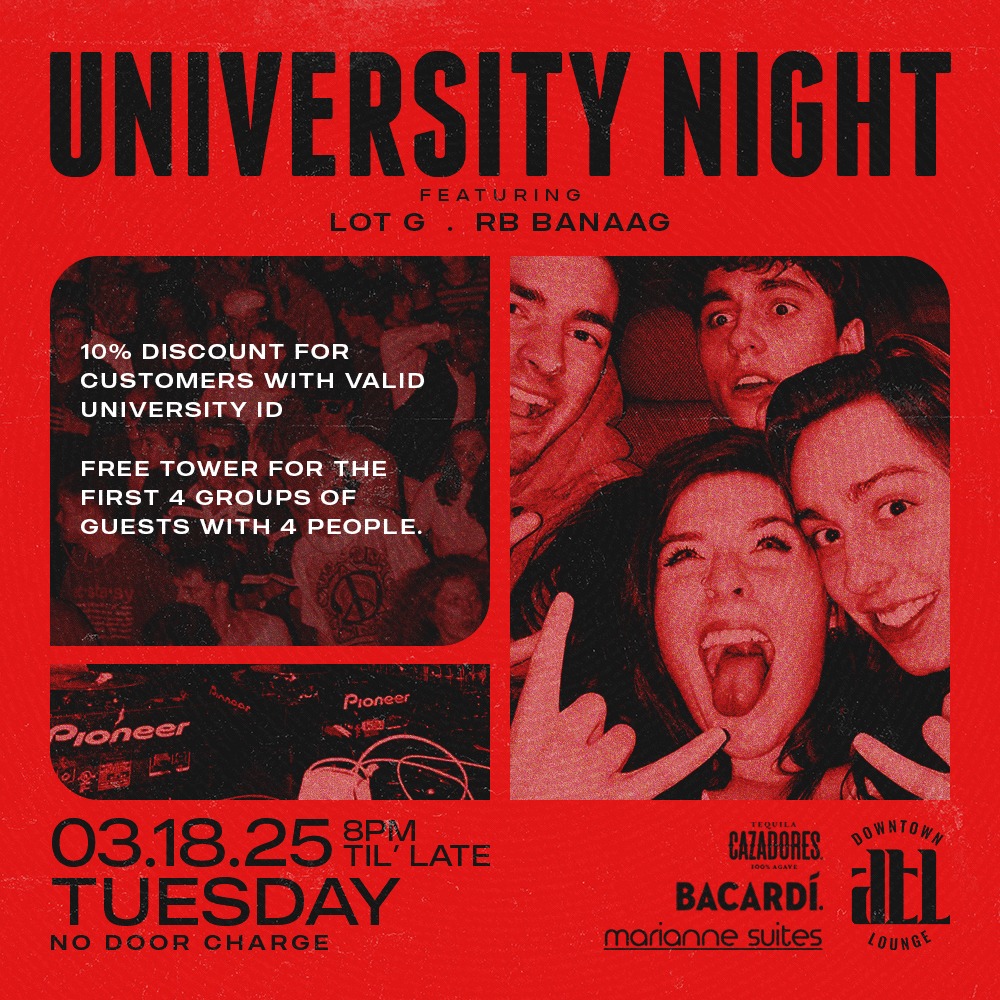 UNIVERSITY NIGHT
FEATURING
LOT G . RB BANAAG
10% DISCOUNT FOR
CUSTOMERS WITH VALID
UNIVERSITY ID
FREE TOWER FOR THE
FIRST 4 GROUPS OF
GUESTS WITH 4 PEOPLE.
Pioneer
Pioneer
Pioneer
03.18.25 8PM
TIL' LATE
TUESDAY
NO DOOR CHARGE
TEQUILA
CAZADORES.
100% AGAVE
BACARDÍ.
marianne suites
DOWNTOWN
dtl
LOUNGE